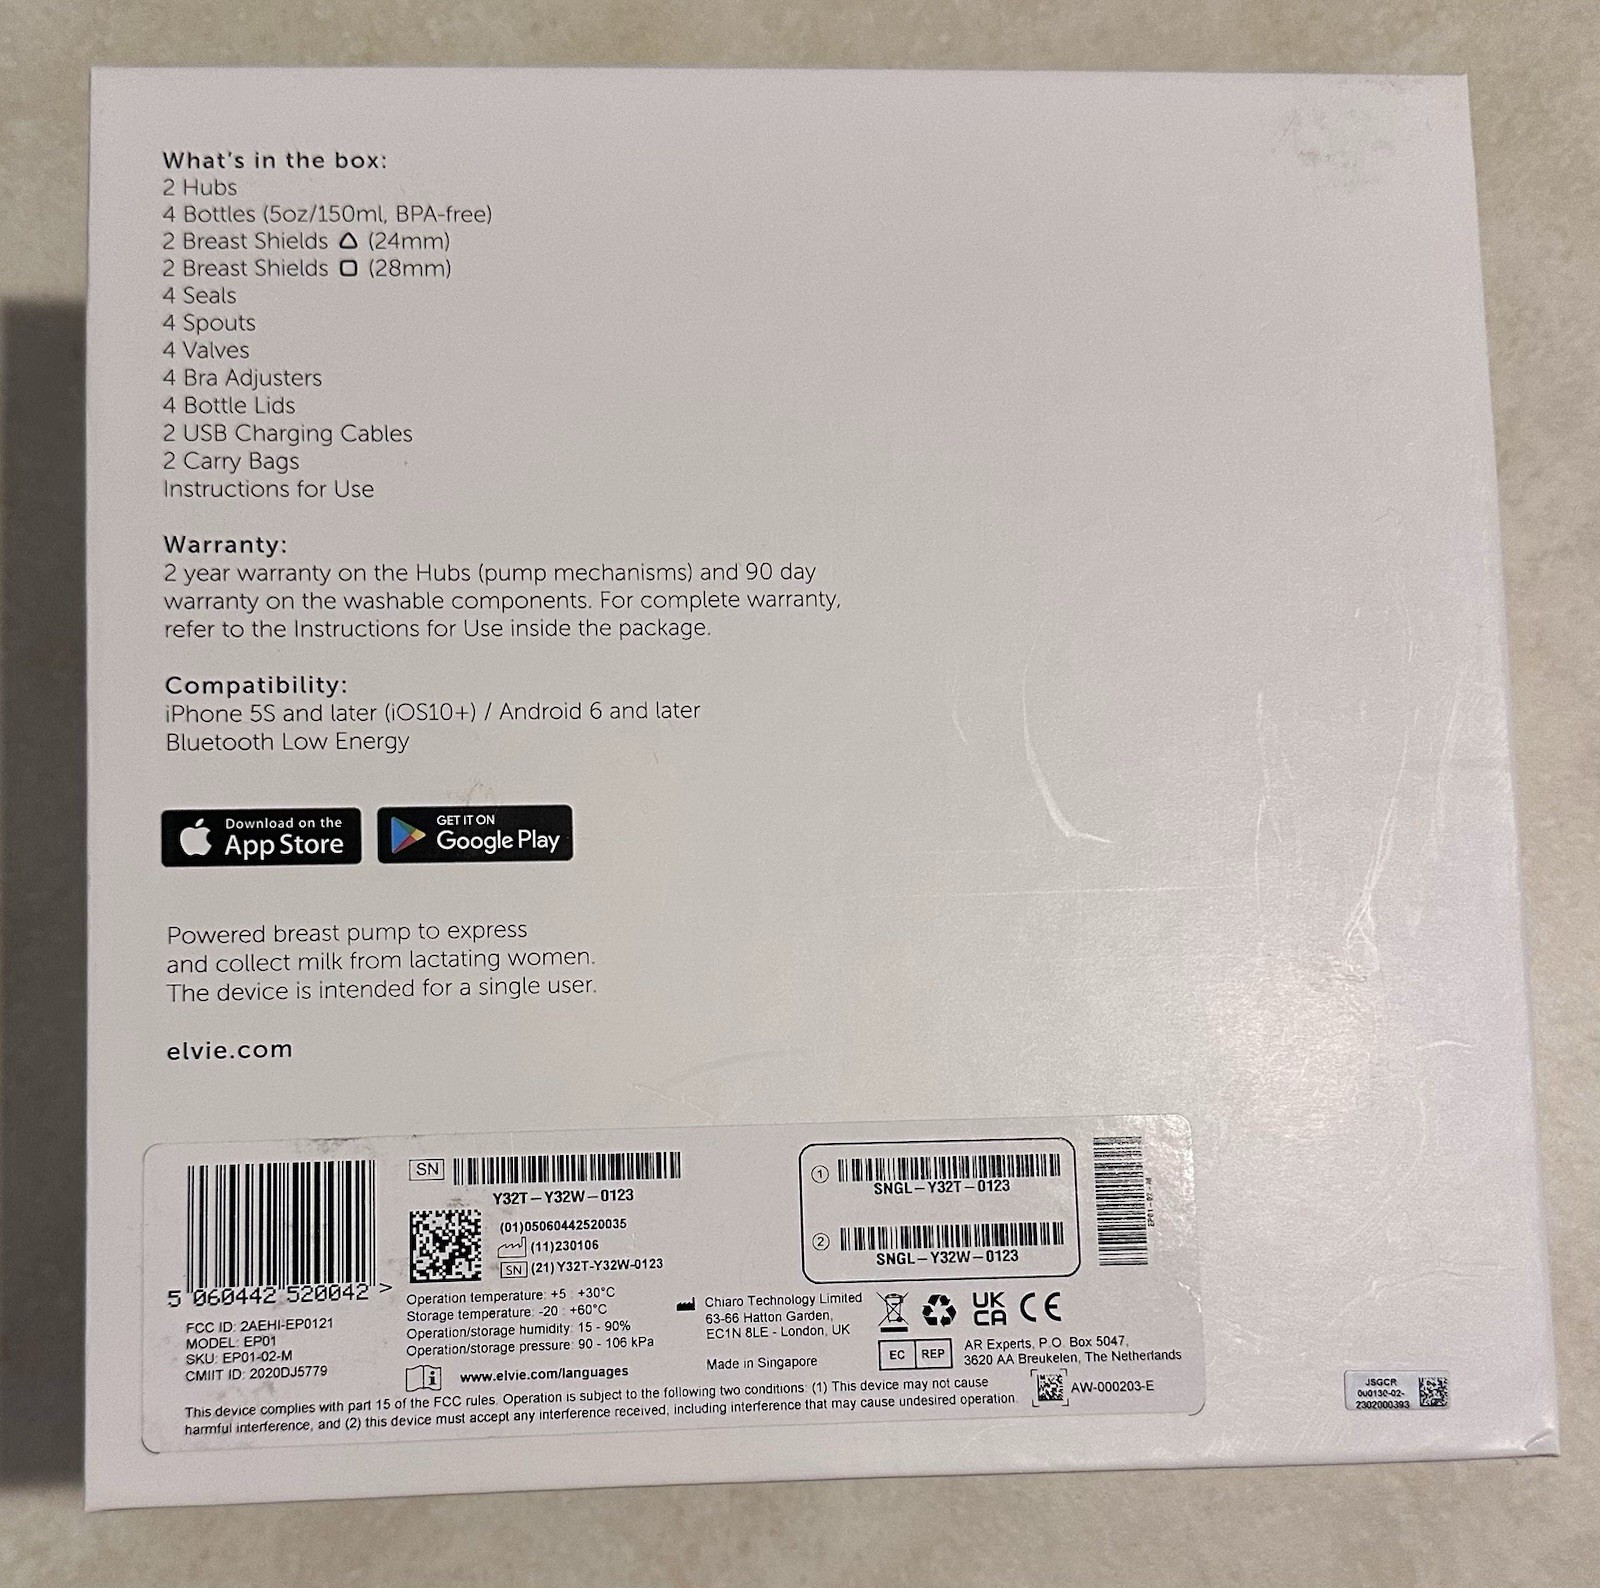 What's in the box:
2 Hubs
4 Bottles (5oz/150ml, BPA-free)
2 Breast Shields (24mm)
2 Breast Shields (28mm)
4 Seals
4 Spouts
4 Valves
4 Bra Adjusters
4 Bottle Lids
2 USB Charging Cables
2 Carry Bags
Instructions for Use
Warranty:
2 year warranty on the Hubs (pump mechanisms) and 90 day
warranty on the washable components. For complete warranty,
refer to the Instructions for Use inside the package.
Compatibility:
iPhone 5S and later (iOS10+) / Android 6 and later
Bluetooth Low Energy
Download on the
App Store
GET IT ON
Google Play
Powered breast pump to express
and collect milk from lactating women.
The device is intended for a single user.
elvie.com
5 060442 520042 >
FCC ID: 2AEHI-EP0121
MODEL: EP01
SKU: EP01-02-M
CMIIT ID: 2020DJ5779
SN
Y32T-Y32W-0123
(01)05060442520035
(11)230106
SN (21) Y32T-Y32W-0123
Operation temperature: +5 : +30°C
Storage temperature: -20 : +60°C
Operation/storage humidity: 15 - 90%
Operation/storage pressure: 90 - 106 kPa
www.elvie.com/languages
1
SNGL-Y32T-0123
2
SNGL-Y32W-0123
Chiaro Technology Limited
63-66 Hatton Garden,
EC1N 8LE - London, UK
Made in Singapore
UK
CA
CE
EC REP
AR Experts, P.O. Box 5047,
3620 AA Breukelen, The Netherlands
AW-000203-E
This device complies with part 15 of the FCC rules. Operation is subject to the following two conditions: (1) This device may not cause
harmful interference, and (2) this device must accept any interference received, including interference that may cause undesired operation.
JSGCR
0U0130-02-
2302000393